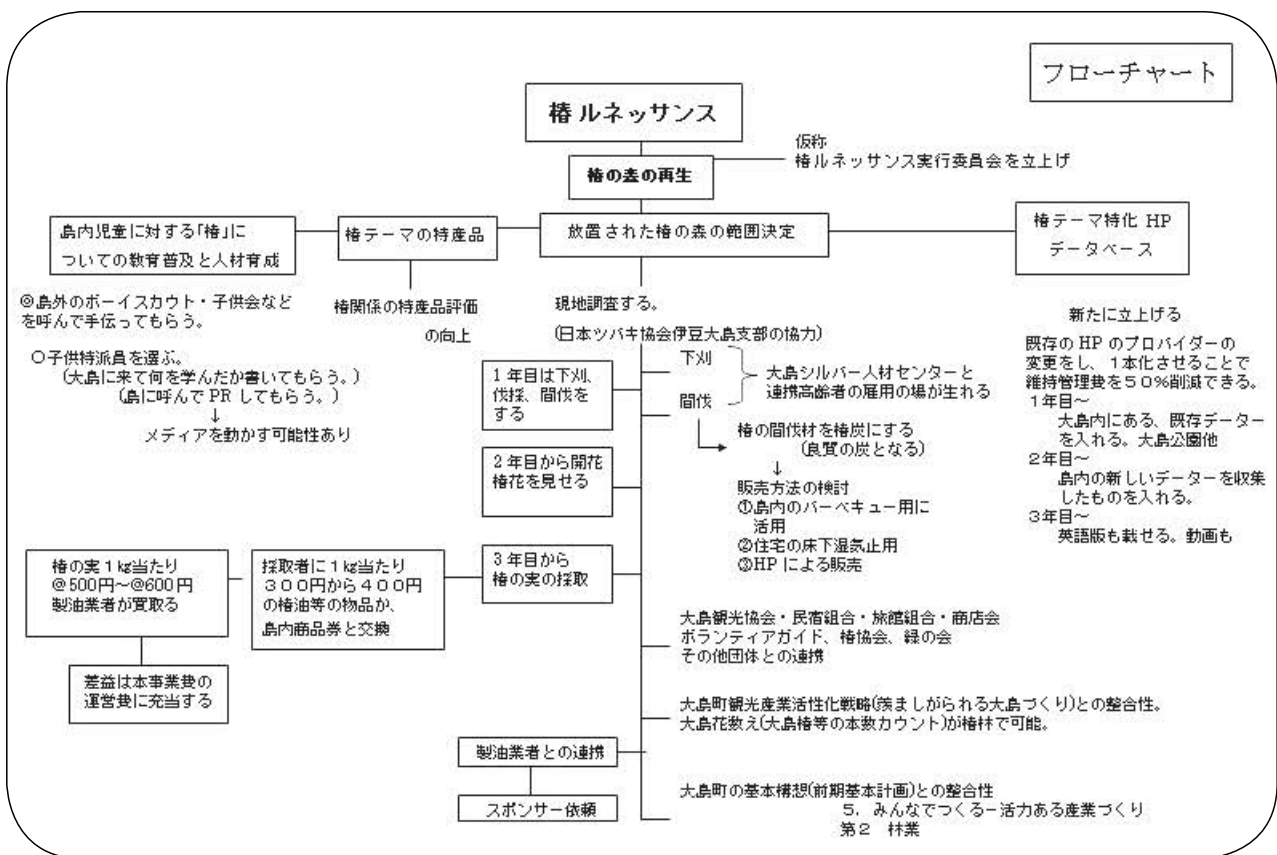 フローチャート
椿 ルネッサンス
仮称
椿ルネッサンス実行委員会を立上げ
椿の森の再生
島内児童に対する「椿」に
ついての教育普及と人材育成
椿テーマの特産品
放置された椿の森の範囲決定
椿テーマ特化 HP
データベース
◎島外のボーイスカウト・子供会など
を呼んで手伝ってもらう。
○子供特派員を選ぶ。
(大島に来て何を学んだか書いてもらう。)
(島に呼んで PR してもらう。)
↓
メディアを動かす可能性あり
椿関係の特産品評価
の向上
現地調査する。
(日本ツバキ協会伊豆大島支部の協力)
1年目は下刈、
伐採、間伐を
する
下刈
間伐
大島シルバー人材センターと
連携高齢者の雇用の場が生れる
椿の間伐材を椿炭にする
(良質の炭となる)
↓
販売方法の検討
①島内のバーベキュー用に
活用
②住宅の床下湿気止用
③HP による販売
2年目から開花
椿花を見せる
3年目から
椿の実の採取
採取者に1㎏当たり
300円から400円
の椿油等の物品か、
島内商品券と交換
椿の実1㎏当たり
@500円～@600円
製油業者が買取る
差益は本事業費の
運営費に充当する
新たに立上げる
既存の HP のプロバイダーの
変更をし、1本化させることで
維持管理費を50%削減できる。
1年目～
大島内にある、既存データー
を入れる。大島公園他
2年目～
島内の新しいデーターを収集
したものを入れる。
3年目～
英語版も載せる。動画も
大島観光協会・民宿組合・旅館組合・商店会
ボランティアガイド、椿協会、緑の会
その他団体との連携
大島町観光産業活性化戦略(羨ましがられる大島づくり)との整合性。
大島花数え(大島椿等の本数カウント)が椿林で可能。
製油業者との連携
スポンサー依頼
大島町の基本構想(前期基本計画)との整合性
5．みんなでつくる－活力ある産業づくり
第2　林業